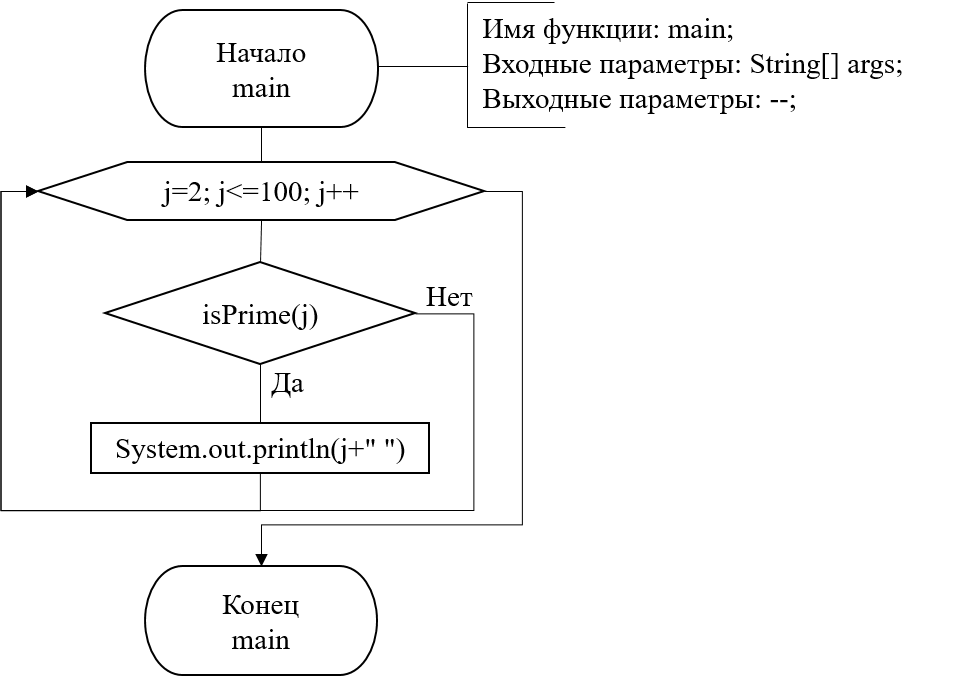 Начало
main
Имя функции: main;
Входные параметры: String[] args;
Выходные параметры: --;
j=2; j<=100; j++
isPrime(j)
Нет
Да
System.out.println(j+" ")
Конец
main